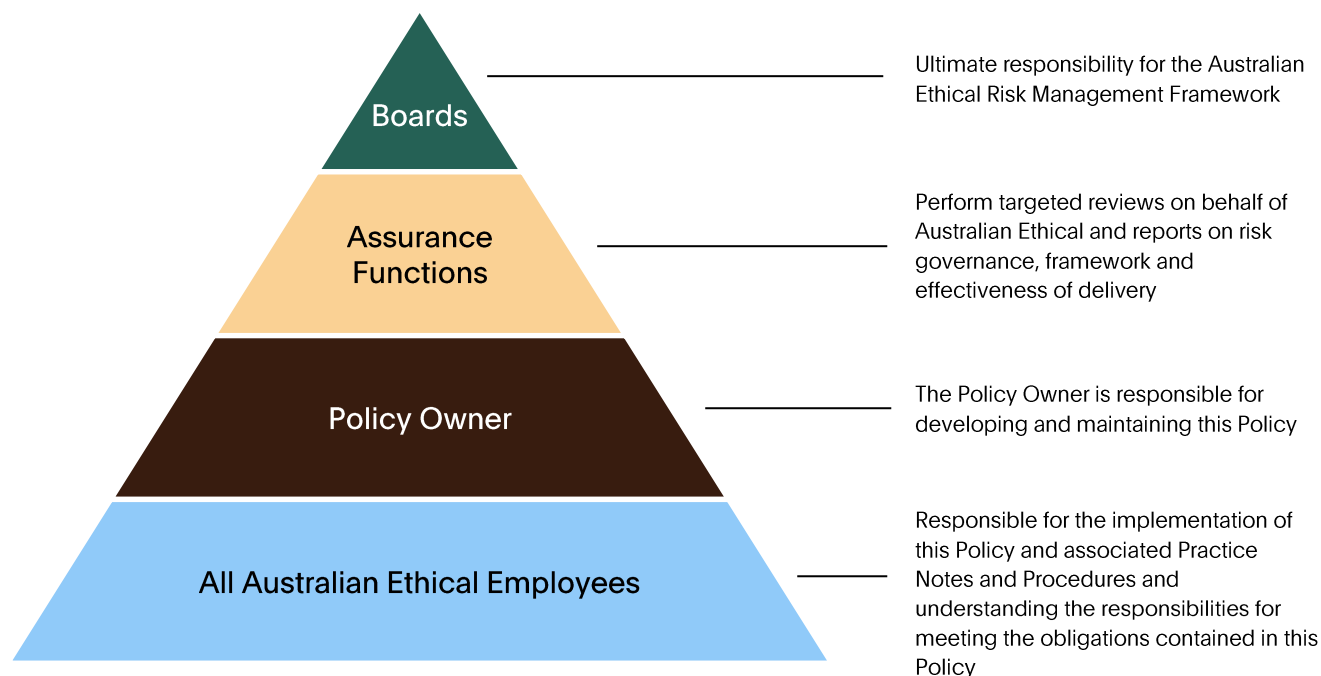 Boards
Ultimate responsibility for the Australian
Ethical Risk Management Framework
Assurance
Functions
Perform targeted reviews on behalf of
Australian Ethical and reports on risk
governance, framework and
effectiveness of delivery
Policy Owner
The Policy Owner is responsible for
developing and maintaining this Policy
All Australian Ethical Employees
Responsible for the implementation of
this Policy and associated Practice
Notes and Procedures and
understanding the responsibilities for
meeting the obligations contained in this
Policy